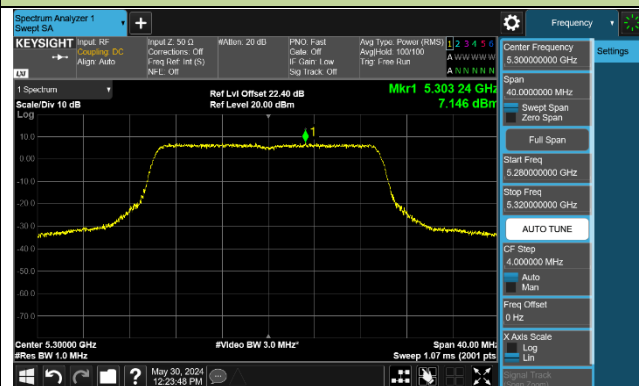 Spectrum Analyzer 1
Swept SA
+
Frequency
KEYSIGHT
Input: RF
Coupling: DC
Align: Auto
Input Z: 50 Ω
Corrections: Off
Freq Ref: Int (S)
NFE: Off
#Atten: 20 dB
PNO: Fast
Gate: Off
IF Gain: Low
Sig Track: Off
Avg Type: Power (RMS)
Avg|Hold: 100/100
Trig: Free Run
1 2 3 4 5 6
A W W W W W
A N N N N N
LXI
Center Frequency
5.300000000 GHz
Settings
Span
40.0000000 MHz
Swept Span
Zero Span
Full Span
Start Freq
5.280000000 GHz
Stop Freq
5.320000000 GHz
AUTO TUNE
CF Step
4.000000 MHz
Auto
Man
Freq Offset
0 Hz
X Axis Scale
Log
Lin
Signal Track
(Span Zoom)
1 Spectrum
Scale/Div 10 dB
Log
Ref Lvl Offset 22.40 dB
Ref Level 20.00 dBm
Mkr1 5.303 24 GHz
7.146 dBm
1
10.0
0.00
-10.0
-20.0
-30.0
-40.0
-50.0
-60.0
-70.0
Center 5.30000 GHz
#Res BW 1.0 MHz
#Video BW 3.0 MHz*
Span 40.00 MHz
Sweep 1.07 ms (2001 pts)
?
May 30, 2024
12:23:48 PM